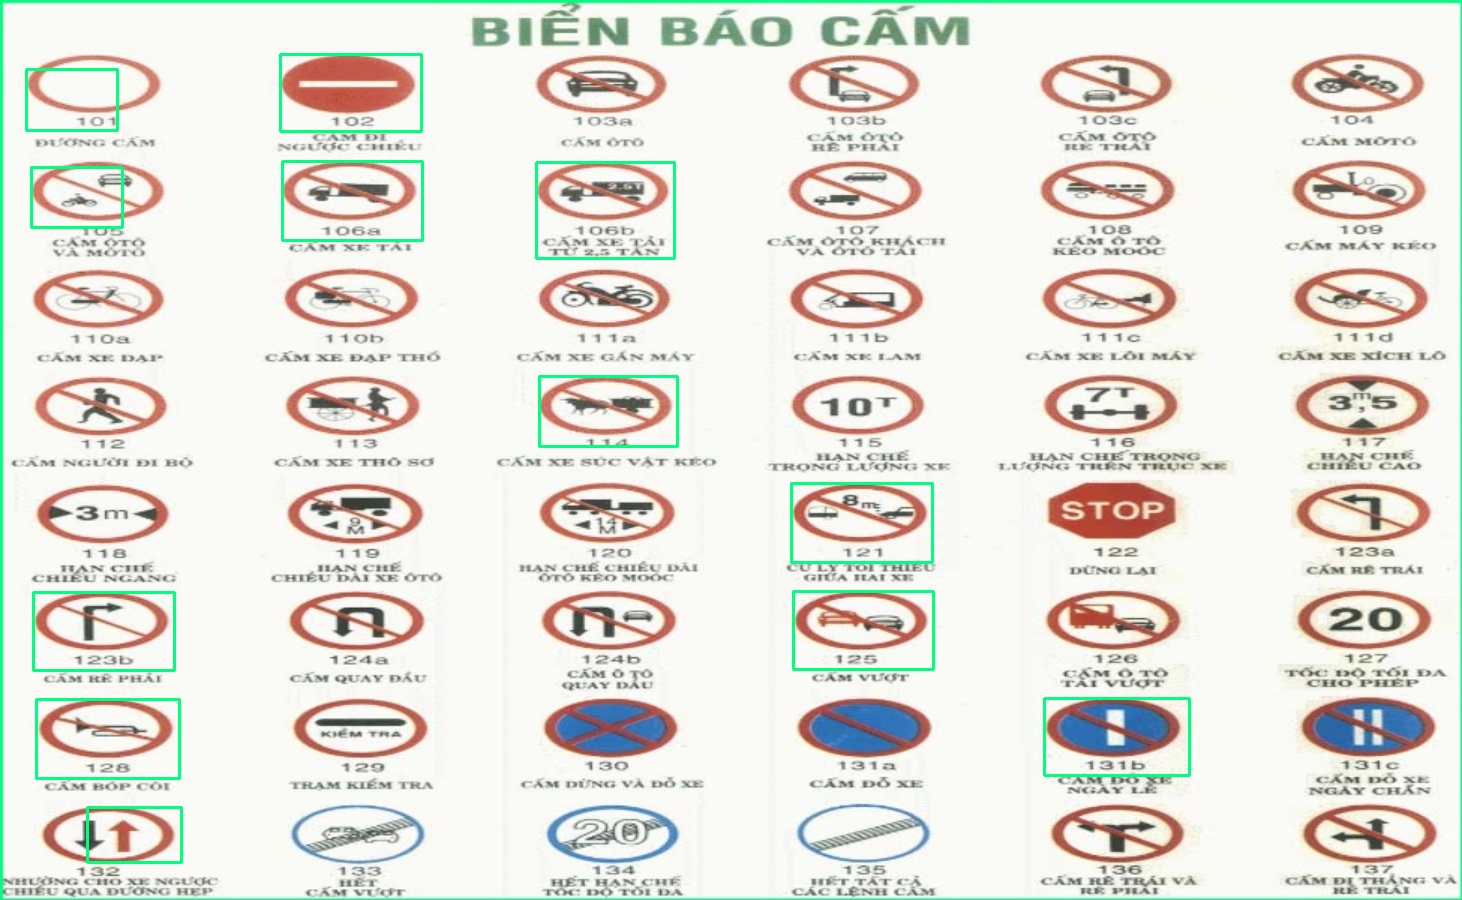 BIỂN BÁO CẤM
101
ĐƯỜNG CẤM
102
CẤM ĐI
NGƯỢC CHIỀU
103a
CẤM ÔTÔ
103b
CẤM ÔTÔ
RẼ PHẢI
103c
CẤM ÔTÔ
RẼ TRÁI
104
CẤM MÔTÔ
105
CẤM ÔTÔ
VÀ MÔTÔ
106a
CẤM XE TẢI
106b
CẤM XE TẢI
TỪ 2,5 TẤN
107
CẤM ÔTÔ KHÁCH
VÀ ÔTÔ TẢI
108
CẤM Ô TÔ
KÉO MOÓC
109
CẤM MÁY KÉO
110a
CẤM XE ĐẠP
110b
CẤM XE ĐẠP THỒ
111a
CẤM XE GẮN MÁY
111b
CẤM XE LAM
111c
CẤM XE LÔI MÁY
111d
CẤM XE XÍCH LÔ
112
CẤM NGƯỜI ĐI BỘ
113
CẤM XE THÔ SƠ
114
CẤM XE SÚC VẬT KÉO
10T
115
HẠN CHẾ
TRỌNG LƯỢNG XE
7T
116
HẠN CHẾ TRỌNG
LƯỢNG TRÊN TRỤC XE
3m,5
117
HẠN CHẾ
CHIỀU CAO
3m
118
HẠN CHẾ
CHIỀU NGANG
9
M
119
HẠN CHẾ
CHIỀU DÀI XE ÔTÔ
14
M
120
HẠN CHẾ CHIỀU DÀI
ÔTÔ KÉO MOÓC
8m
121
CỰ LY TỐI THIỂU
GIỮA HAI XE
STOP
122
DỪNG LẠI
123a
CẤM RẼ TRÁI
123b
CẤM RẼ PHẢI
124a
CẤM QUAY ĐẦU
124b
CẤM Ô TÔ
QUAY ĐẦU
125
CẤM VƯỢT
126
CẤM Ô TÔ
TẢI VƯỢT
20
127
TỐC ĐỘ TỐI ĐA
CHO PHÉP
128
CẤM BÓP CÒI
KIỂM TRA
129
TRẠM KIỂM TRA
130
CẤM DỪNG VÀ ĐỖ XE
131a
CẤM ĐỖ XE
131b
CẤM ĐỖ XE
NGÀY LẺ
131c
CẤM ĐỖ XE
NGÀY CHẴN
132
NHƯỜNG CHO XE NGƯỢC
CHIỀU QUA ĐƯỜNG HẸP
133
HẾT
CẤM VƯỢT
20
134
HẾT HẠN CHẾ
TỐC ĐỘ TỐI ĐA
135
HẾT TẤT CẢ
CÁC LỆNH CẤM
136
CẤM RẼ TRÁI VÀ
RẼ PHẢI
137
CẤM ĐI THẲNG VÀ
RẼ TRÁI